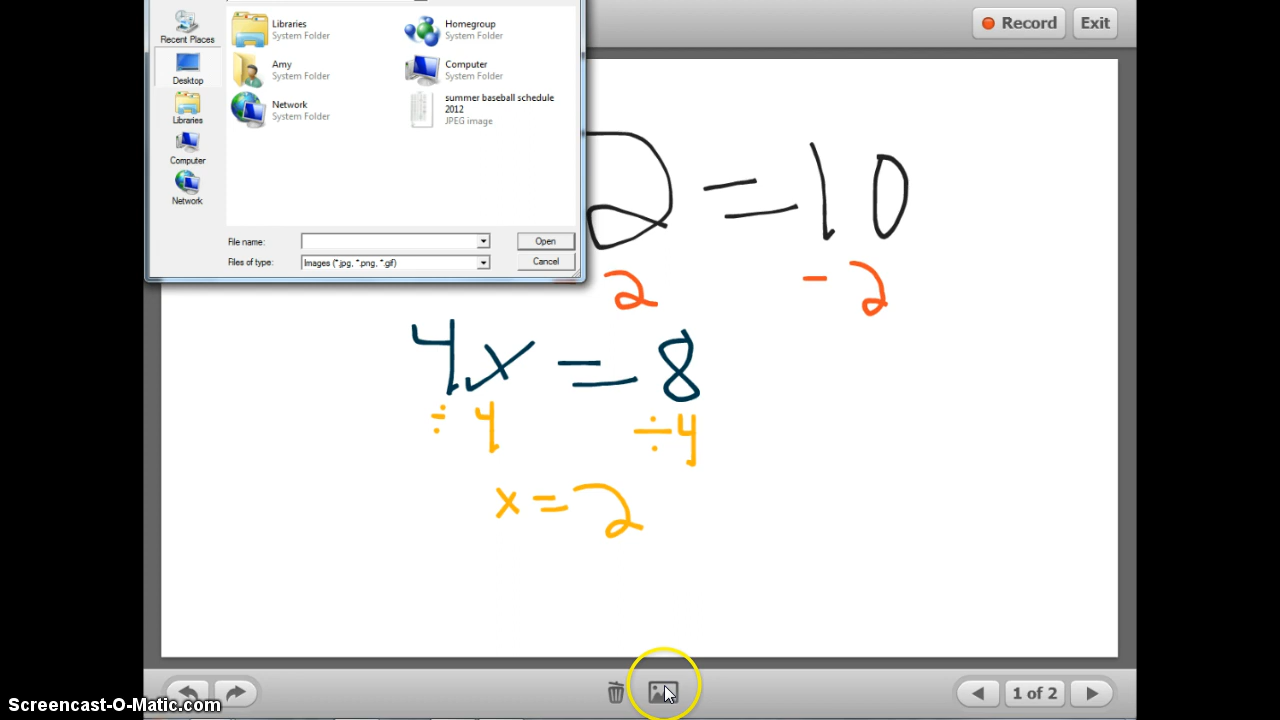 Record Exit
Libraries
System Folder
Homegroup
System Folder
Recent Places
Amy
System Folder
Computer
System Folder
Desktop
Network
System Folder
summer baseball schedule
2012
JPEG image
Libraries
Computer
Network
File name:
Open
Files of type: Images (*.jpg, *.png, *.gif)
Cancel
2 = 10
2 - 2
4x = 8
÷ 4 ÷ 4
x = 2
1 of 2
Screencast-O-Matic.com